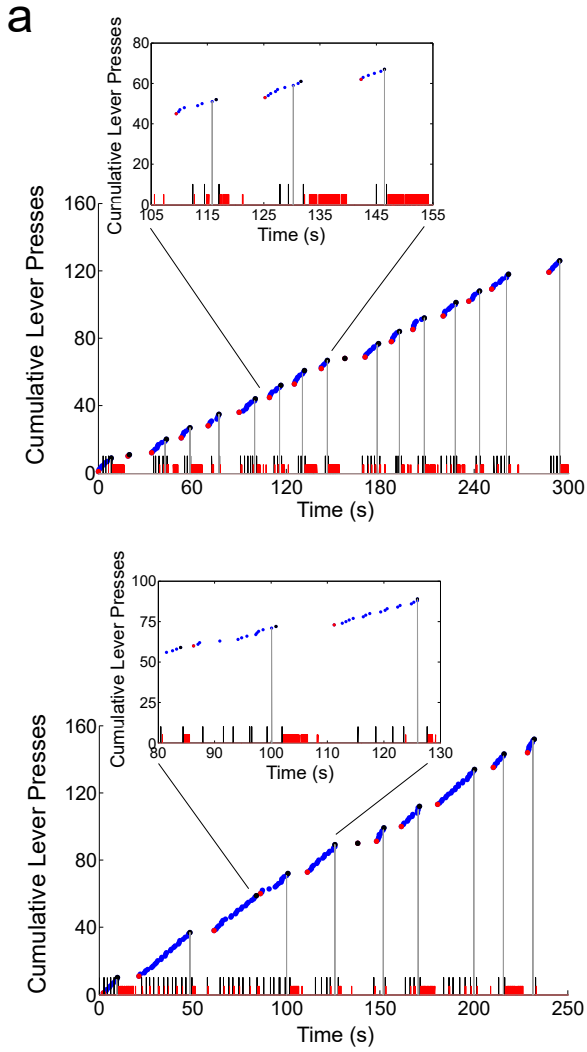 a
Cumulative Lever Presses
80
60
40
20
0
105 115 125 135 145 155
Time (s)
Cumulative Lever Presses
160
120
80
40
0
0 60 120 180 240 300
Time (s)
Cumulative Lever Presses
100
75
50
25
0
80 90 100 110 120 130
Time (s)
Cumulative Lever Presses
160
120
80
40
0
0 50 100 150 200 250
Time (s)